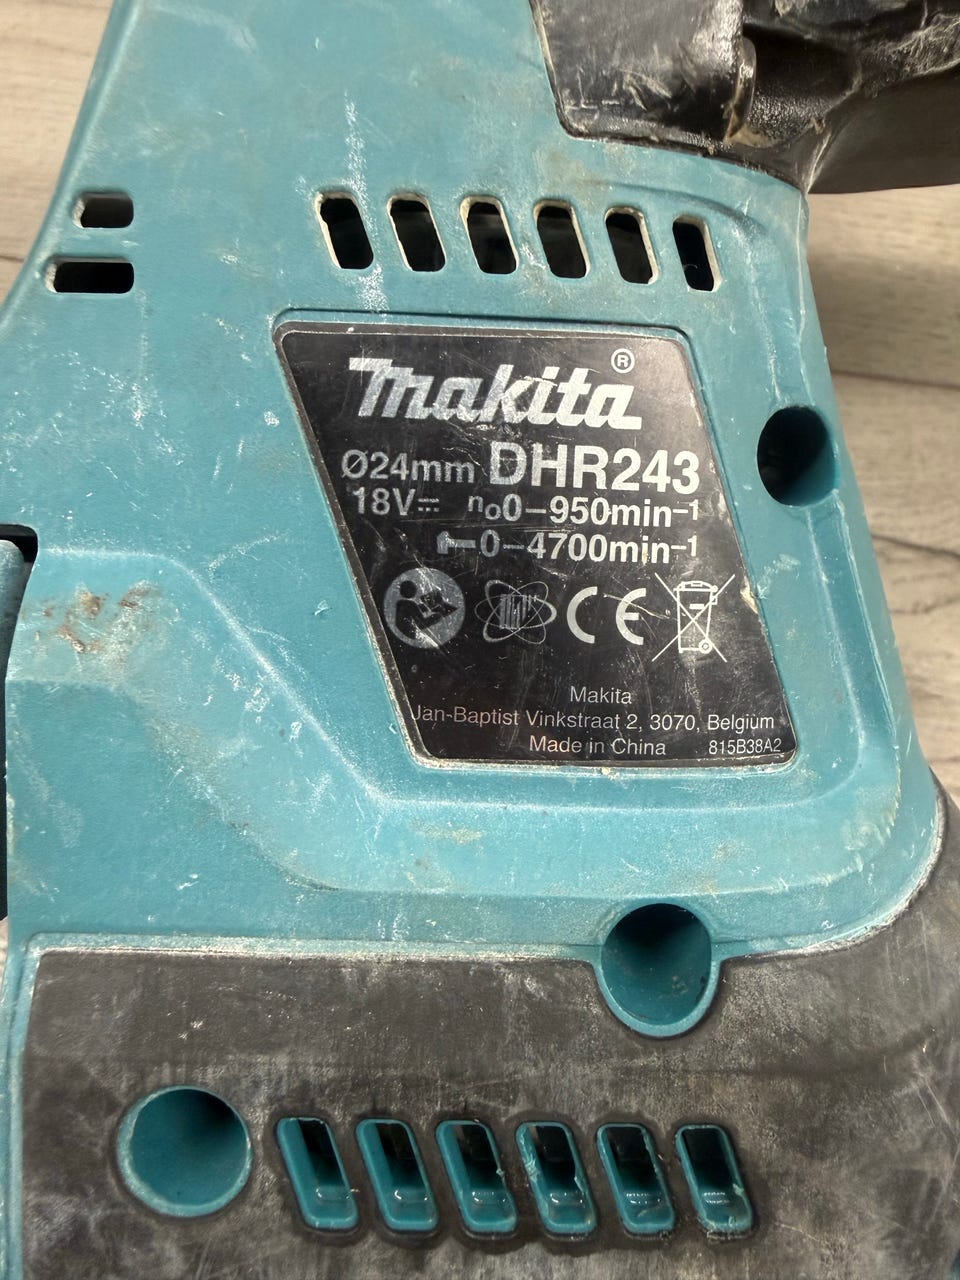 Makita®
Ø24mm DHR243
18V⎓ n₀0–950min⁻¹
0–4700min⁻¹
CE
Makita
Jan-Baptist Vinkstraat 2, 3070, Belgium
Made in China 815B38A2